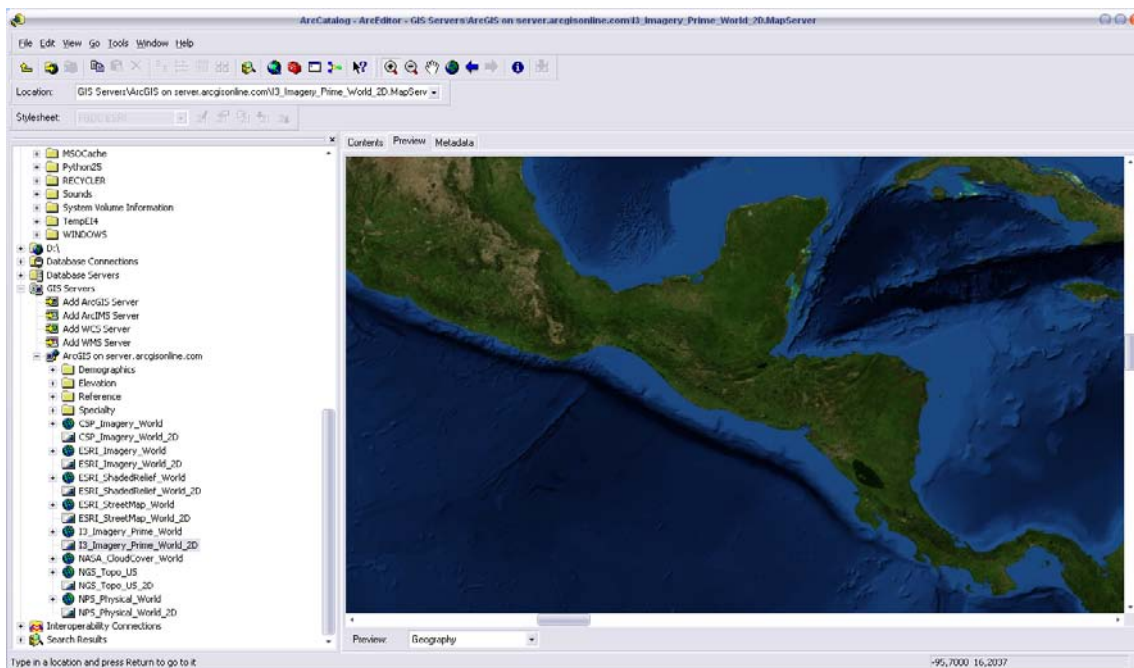 ArcCatalog - ArcEditor - GIS Servers\ArcGIS on server.arcgisonline.com\I3_Imagery_Prime_World_2D.MapServer
File Edit View Go Tools Window Help
Location: GIS Servers\ArcGIS on server.arcgisonline.com\I3_Imagery_Prime_World_2D.MapServ
Stylesheet: FGDC ESRI
Contents Preview Metadata
MSOCache
Python25
RECYCLER
Sounds
System Volume Information
TempEI4
WINDOWS
D:\
Database Connections
Database Servers
GIS Servers
Add ArcGIS Server
Add ArcIMS Server
Add WCS Server
Add WMS Server
ArcGIS on server.arcgisonline.com
Demographics
Elevation
Reference
Specialty
CSP_Imagery_World
CSP_Imagery_World_2D
ESRI_Imagery_World
ESRI_Imagery_World_2D
ESRI_ShadedRelief_World
ESRI_ShadedRelief_World_2D
ESRI_StreetMap_World
ESRI_StreetMap_World_2D
I3_Imagery_Prime_World
I3_Imagery_Prime_World_2D
NASA_CloudCover_World
NGS_Topo_US
NGS_Topo_US_2D
NPS_Physical_World
NPS_Physical_World_2D
Interoperability Connections
Search Results
Preview: Geography
Type in a location and press Return to go to it
-95,7000 16,2037